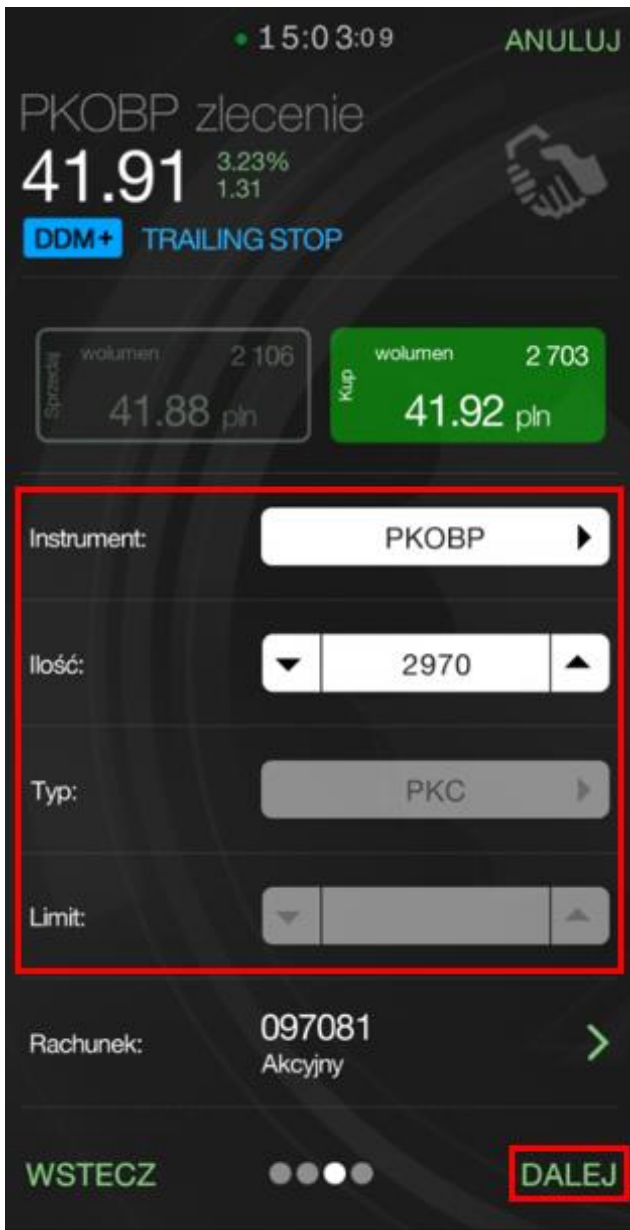 15:03:09 ANULUJ
PKOBP zlecenie
41.91 3.23%
1.31
DDM+ TRAILING STOP
Sprzedaj wolumen 2 106
41.88 pln
Kup wolumen 2 703
41.92 pln
Instrument: PKOBP
Ilość: 2970
Typ: PKC
Limit:
Rachunek: 097081
Akcyjny
WSTECZ DALEJ